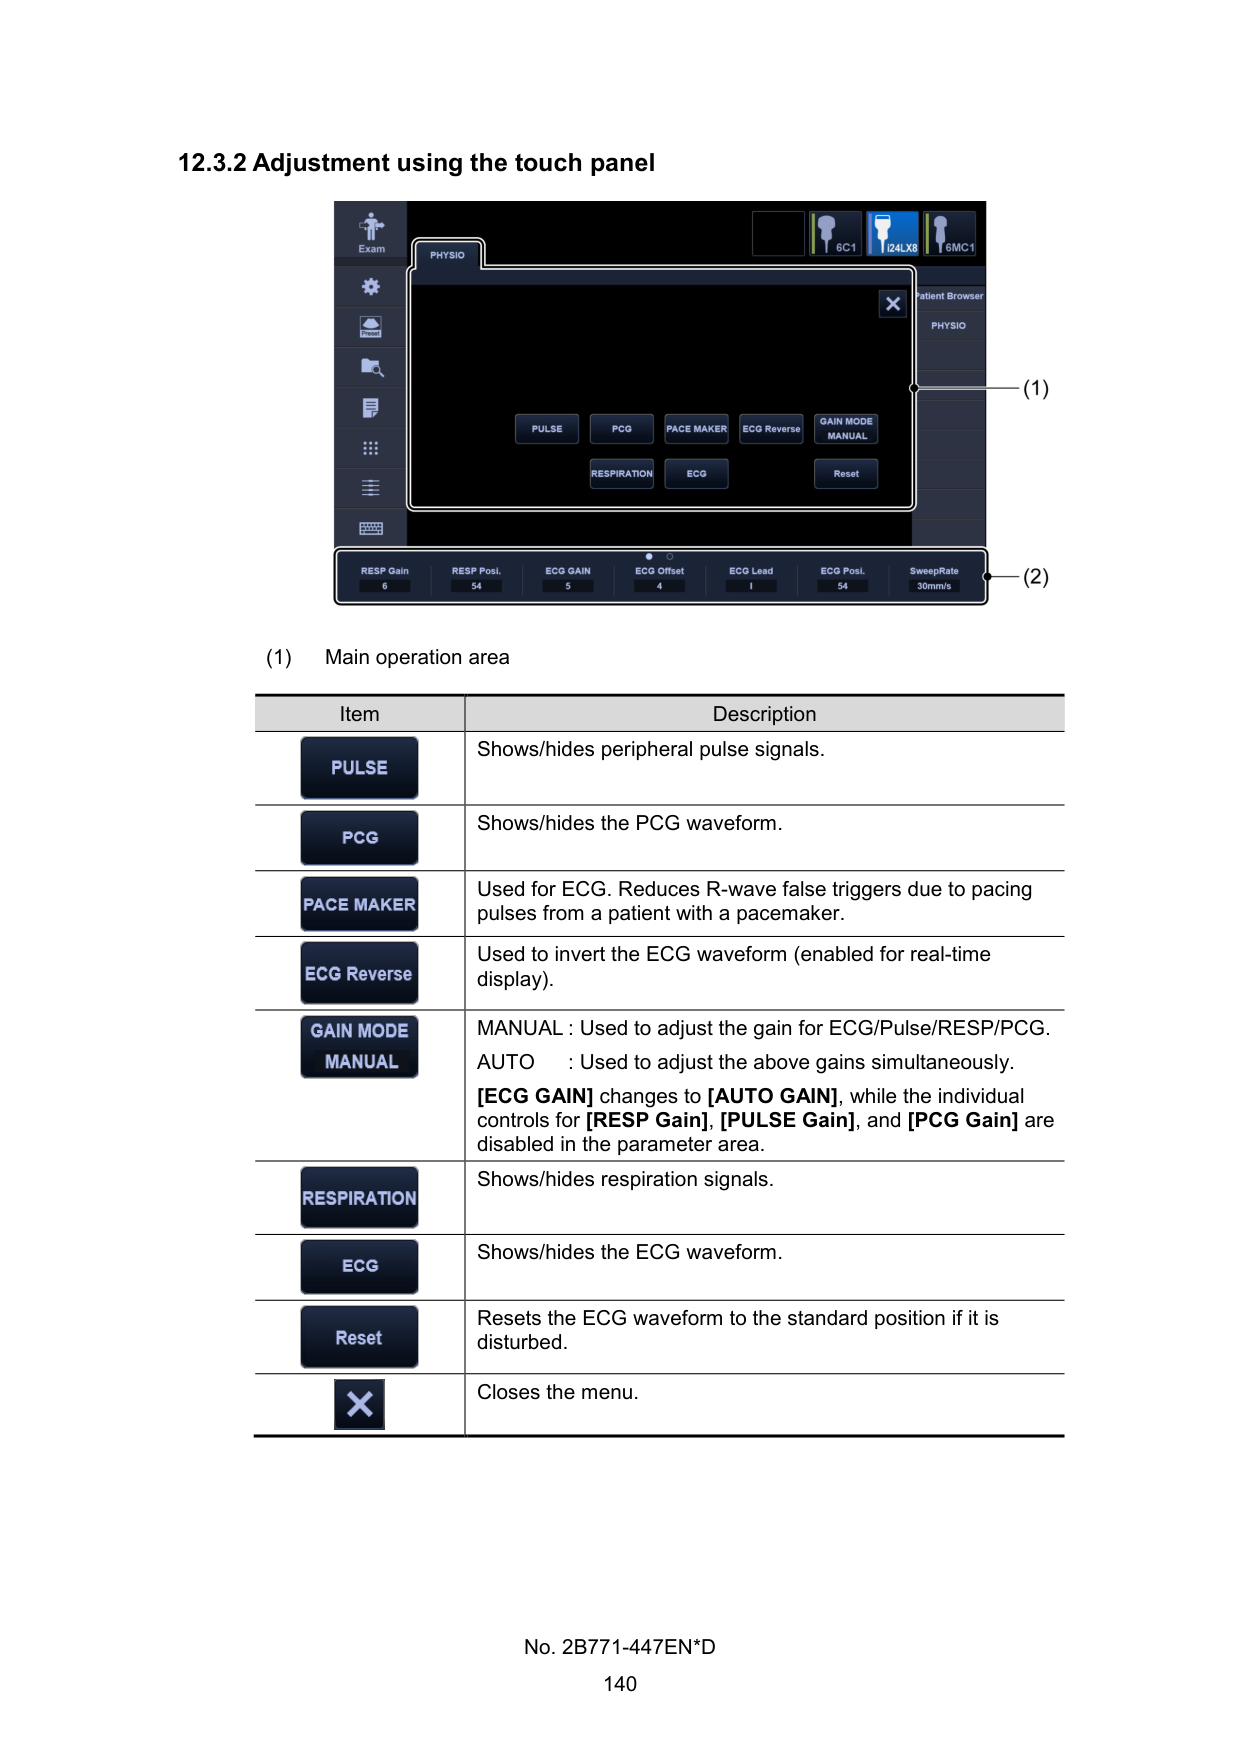 12.3.2 Adjustment using the touch panel
Exam
6C1
i24LX8
6MC1
PHYSIO
Patient Browser
PHYSIO
Preset
(1)
PULSE
PCG
PACE MAKER
ECG Reverse
GAIN MODE
MANUAL
RESPIRATION
ECG
Reset
RESP Gain
6
RESP Posi.
54
ECG GAIN
5
ECG Offset
4
ECG Lead
I
ECG Posi.
54
SweepRate
30mm/s
(2)
(1) Main operation area
Item Description
PULSE
Shows/hides peripheral pulse signals.
PCG
Shows/hides the PCG waveform.
PACE MAKER
Used for ECG. Reduces R-wave false triggers due to pacing
pulses from a patient with a pacemaker.
ECG Reverse
Used to invert the ECG waveform (enabled for real-time
display).
GAIN MODE
MANUAL
MANUAL : Used to adjust the gain for ECG/Pulse/RESP/PCG.
AUTO : Used to adjust the above gains simultaneously.
[ECG GAIN] changes to [AUTO GAIN], while the individual
controls for [RESP Gain], [PULSE Gain], and [PCG Gain] are
disabled in the parameter area.
RESPIRATION
Shows/hides respiration signals.
ECG
Shows/hides the ECG waveform.
Reset
Resets the ECG waveform to the standard position if it is
disturbed.
Closes the menu.
No. 2B771-447EN*D
140